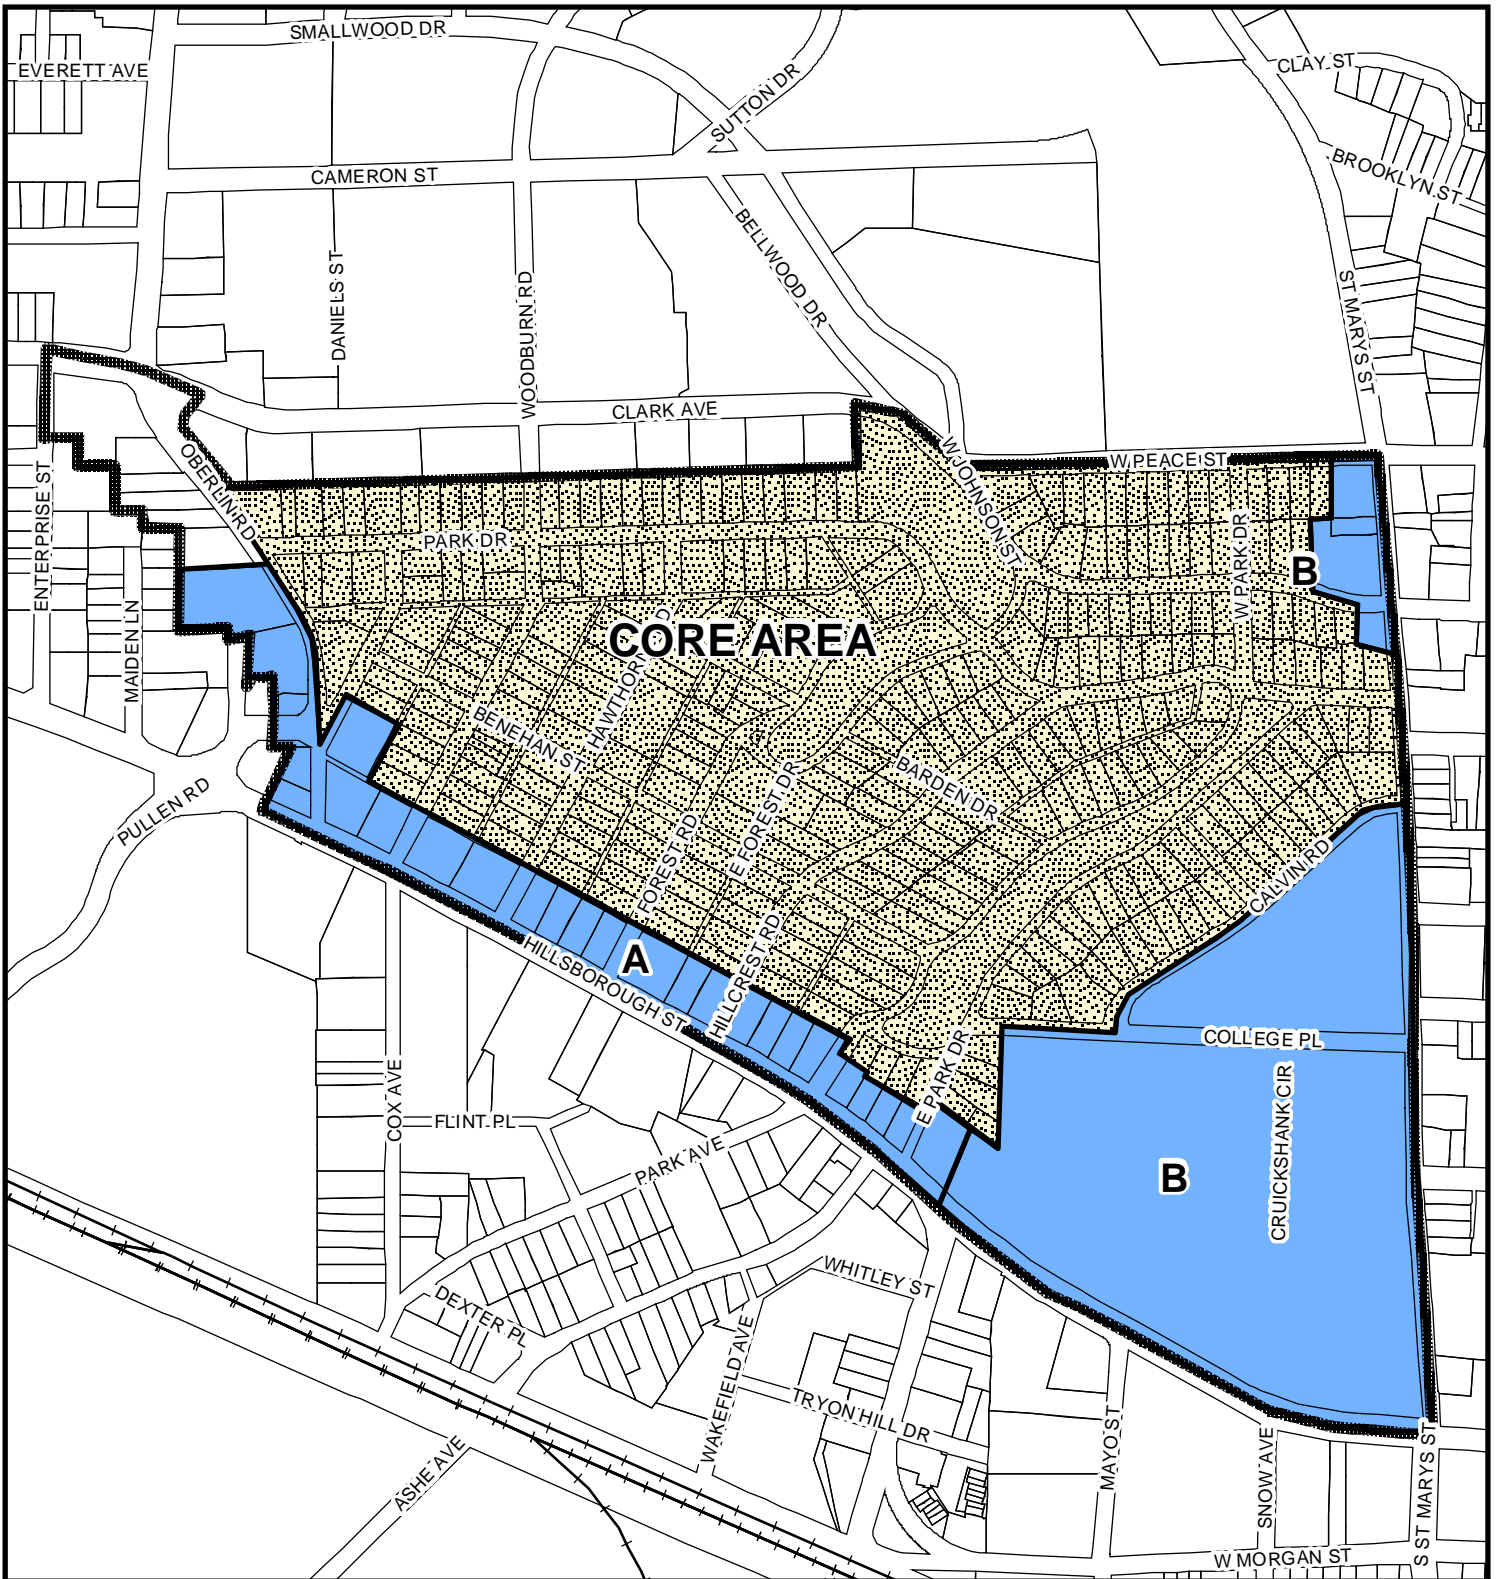 SMALLWOOD DR
EVERETT AVE
CLAY ST
SUTTON DR
CAMERON ST
BROOKLYN ST
BELLWOOD DR
DANIELS ST
WOODBURN RD
ST MARYS ST
CLARK AVE
W JOHNSON ST
W PEACE ST
OBERLIN RD
ENTERPRISE ST
PARK DR
W PARK DR
B
MAIDEN LN
CORE AREA
BENEHAN ST
PULLEN RD
BARDEN DR
FOREST RD
E FOREST DR
CALVIN RD
HILLCREST RD
HILLSBOROUGH ST
A
COLLEGE PL
E PARK DR
COX AVE
FLINT PL
PARK AVE
CRUICKSHANK CIR
B
WHITLEY ST
DEXTER PL
WAKEFIELD AVE
TRYON HILL DR
MAYO ST
ASHE AVE
SNOW AVE
S ST MARYS ST
W MORGAN ST